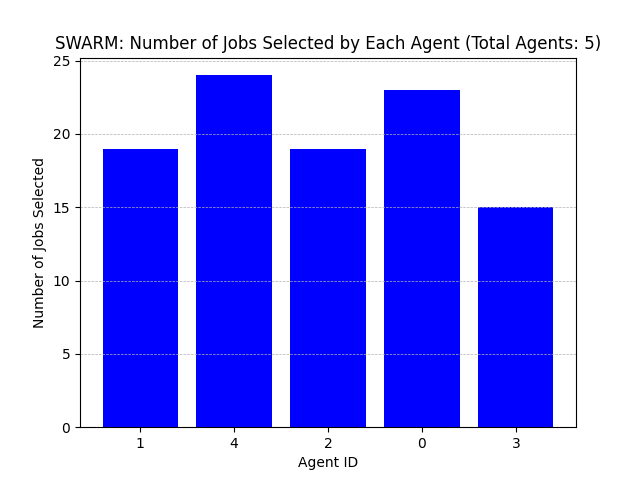 SWARM: Number of Jobs Selected by Each Agent (Total Agents: 5)
25
20
15
10
5
0
Number of Jobs Selected
1 4 2 0 3
Agent ID